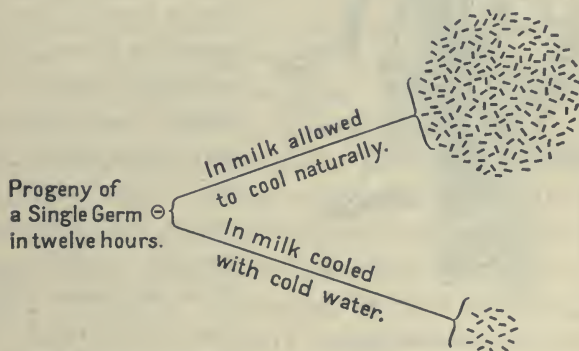 Progeny of
a Single Germ
in twelve hours.
In milk allowed
to cool naturally.
In milk cooled
with cold water.